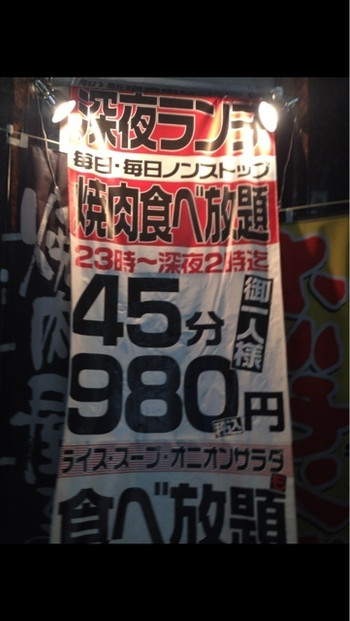 深夜ランチ
毎日・毎日ノンストップ
焼肉食べ放題
23時～深夜2時迄
45分
御一人様
980円
税込
ライス・スープ・オニオンサラダ
食べ放題
焼肉屋